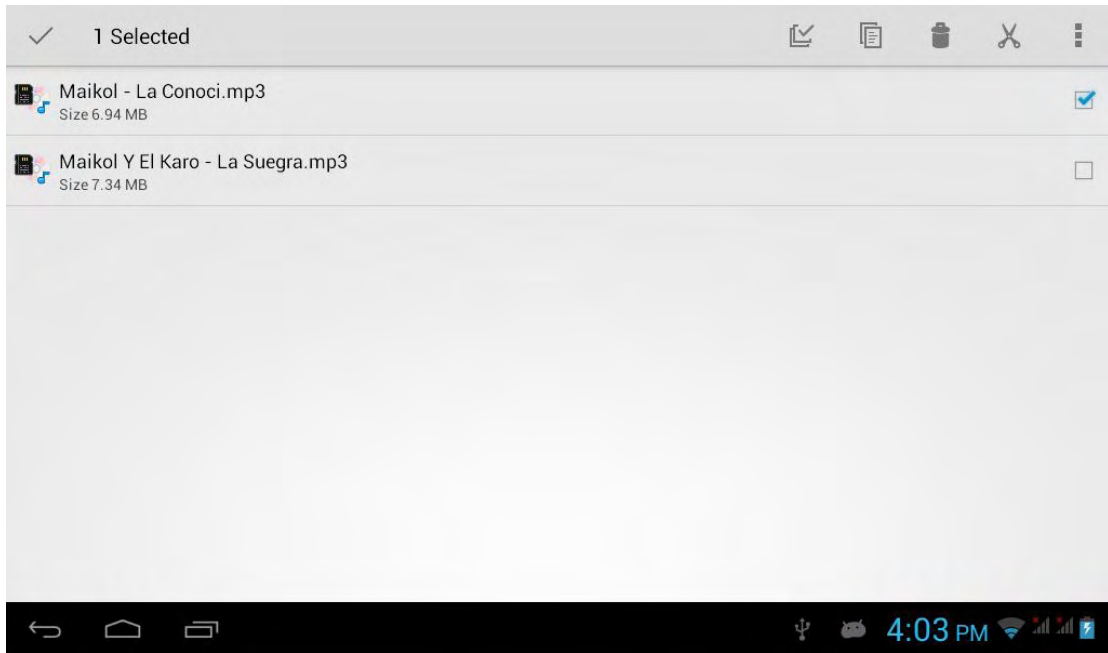 1 Selected
Maikol - La Conoci.mp3
Size 6.94 MB
Maikol Y El Karo - La Suegra.mp3
Size 7.34 MB
4:03 PM